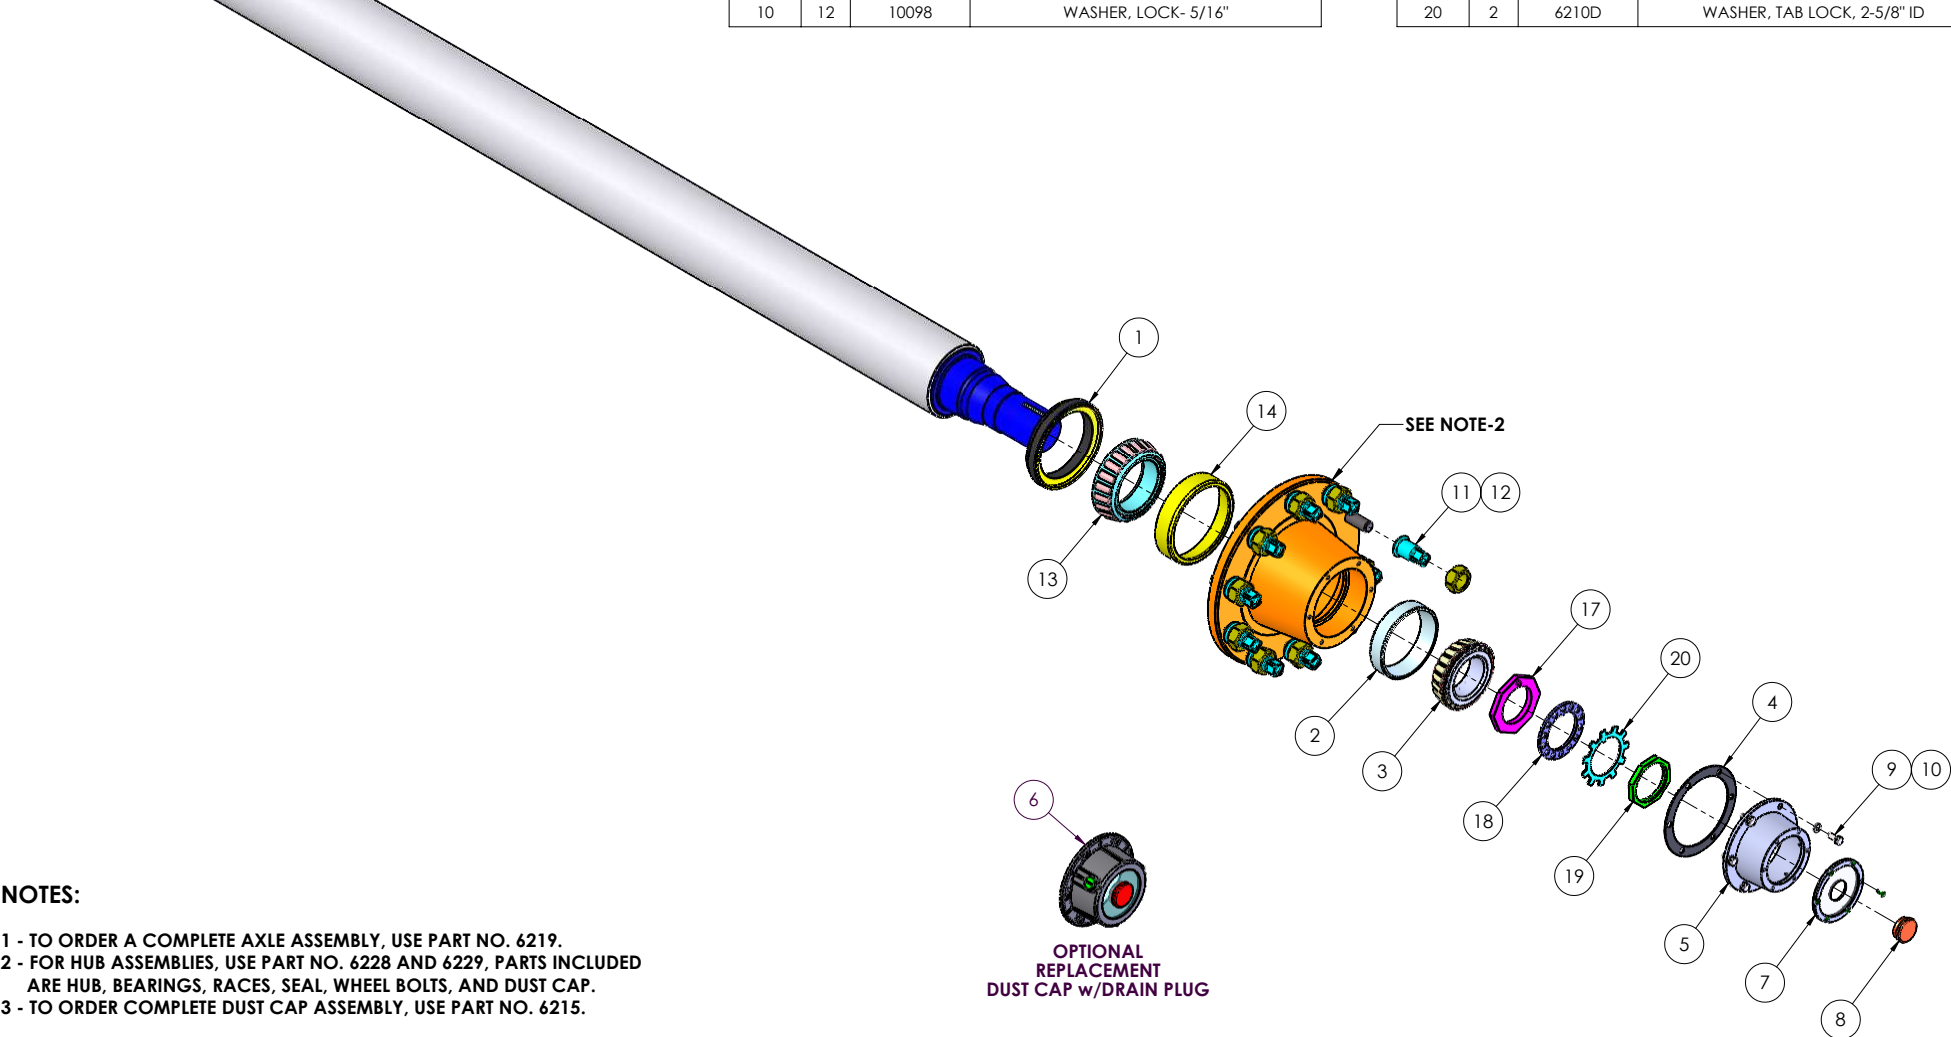 10 12 10098 WASHER, LOCK- 5/16"
20 2 6210D WASHER, TAB LOCK, 2-5/8" ID
1
14
SEE NOTE-2
11 12
13
17
20
2
4
3
9 10
6
18
19
5
7
8
OPTIONAL
REPLACEMENT
DUST CAP w/DRAIN PLUG
NOTES:
1 - TO ORDER A COMPLETE AXLE ASSEMBLY, USE PART NO. 6219.
2 - FOR HUB ASSEMBLIES, USE PART NO. 6228 AND 6229, PARTS INCLUDED
ARE HUB, BEARINGS, RACES, SEAL, WHEEL BOLTS, AND DUST CAP.
3 - TO ORDER COMPLETE DUST CAP ASSEMBLY, USE PART NO. 6215.